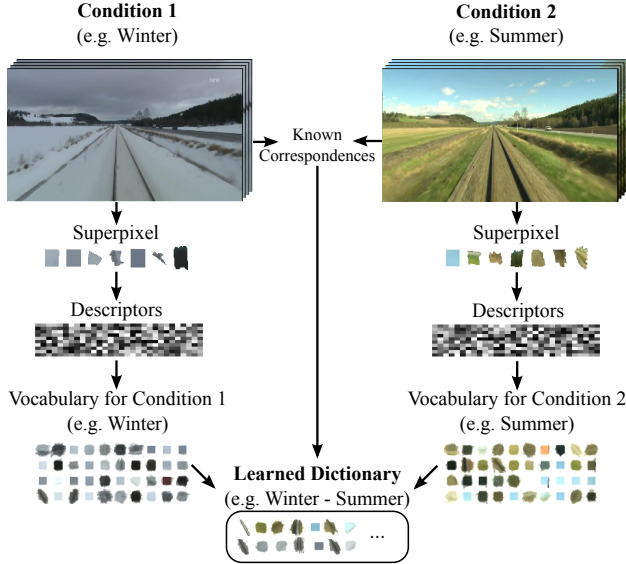 Condition 1
(e.g. Winter)
Condition 2
(e.g. Summer)
Known
Correspondences
Superpixel
Superpixel
Descriptors
Descriptors
Vocabulary for Condition 1
(e.g. Winter)
Vocabulary for Condition 2
(e.g. Summer)
Learned Dictionary
(e.g. Winter - Summer)
...